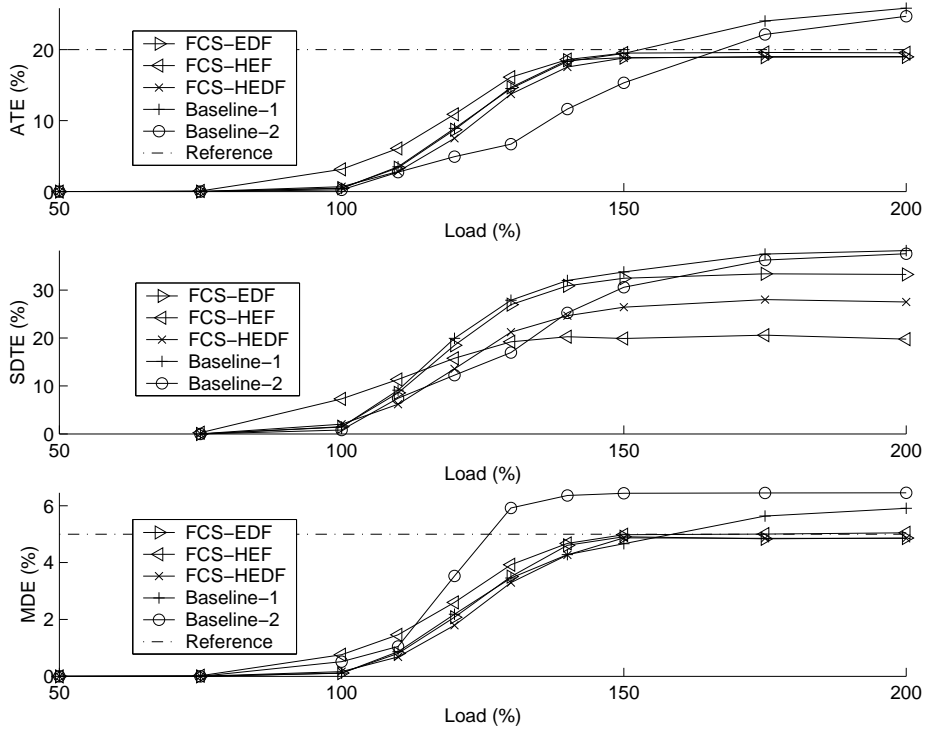 ATE (%)
20
10
0
FCS-EDF
FCS-HEF
FCS-HEDF
Baseline-1
Baseline-2
Reference
50
100
150
200
Load (%)
SDTE (%)
30
20
10
0
FCS-EDF
FCS-HEF
FCS-HEDF
Baseline-1
Baseline-2
50
100
150
200
Load (%)
MDE (%)
6
4
2
0
FCS-EDF
FCS-HEF
FCS-HEDF
Baseline-1
Baseline-2
Reference
50
100
150
200
Load (%)